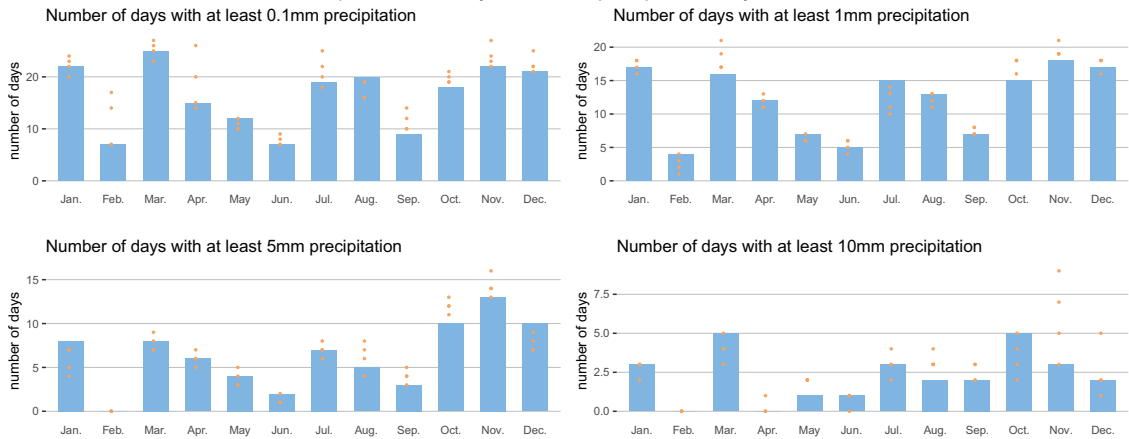 Number of days with at least 0.1mm precipitation
number of days
20
10
0
Jan. Feb. Mar. Apr. May Jun. Jul. Aug. Sep. Oct. Nov. Dec.
Number of days with at least 1mm precipitation
number of days
20
15
10
5
0
Jan. Feb. Mar. Apr. May Jun. Jul. Aug. Sep. Oct. Nov. Dec.
Number of days with at least 5mm precipitation
number of days
15
10
5
0
Jan. Feb. Mar. Apr. May Jun. Jul. Aug. Sep. Oct. Nov. Dec.
Number of days with at least 10mm precipitation
number of days
7.5
5.0
2.5
0.0
Jan. Feb. Mar. Apr. May Jun. Jul. Aug. Sep. Oct. Nov. Dec.